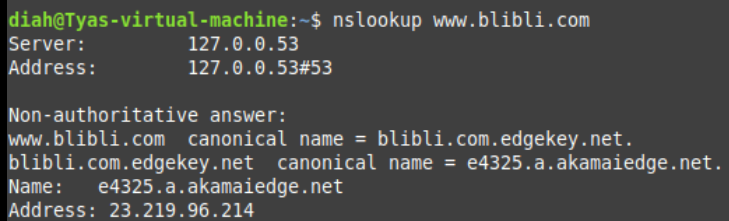 diah@Tyas-virtual-machine:~$ nslookup www.blibli.com
Server:         127.0.0.53
Address:        127.0.0.53#53

Non-authoritative answer:
www.blibli.com  canonical name = blibli.com.edgekey.net.
blibli.com.edgekey.net  canonical name = e4325.a.akamaiedge.net.
Name:   e4325.a.akamaiedge.net
Address: 23.219.96.214